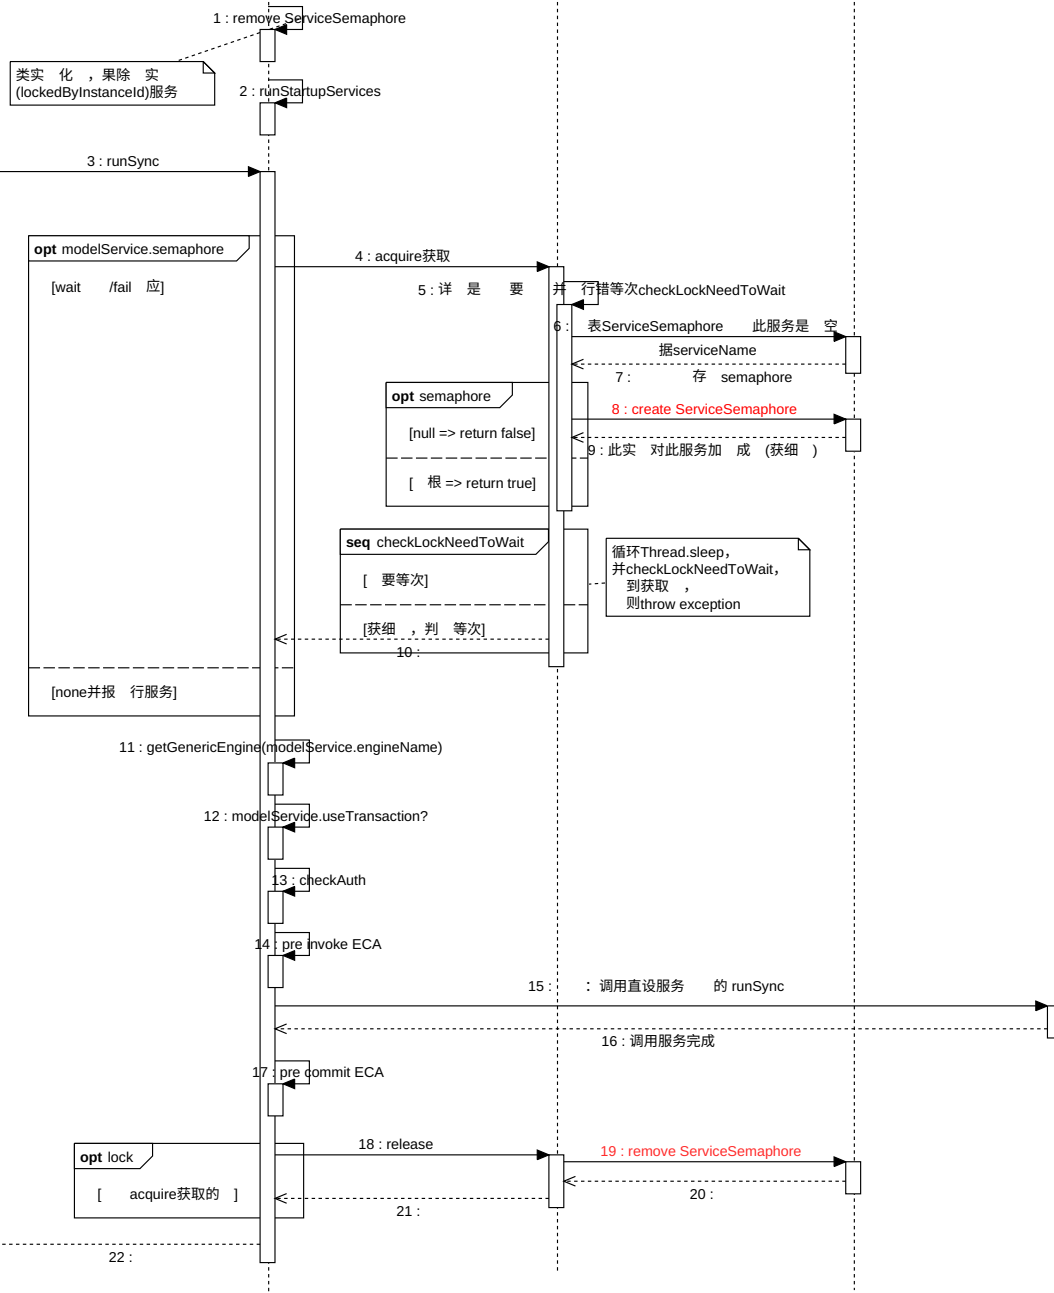 1 : remove ServiceSemaphore
类实 化 ，果除 实
(lockedByInstanceId)服务
2 : runStartupServices
3 : runSync
opt modelService.semaphore
[wait /fail 应]
4 : acquire获取
5 : 详 是 要 并 行错等次checkLockNeedToWait
6 : 表ServiceSemaphore 此服务是 空
据serviceName
7 : 存 semaphore
opt semaphore
8 : create ServiceSemaphore
[null => return false]
9 : 此实 对此服务加 成 (获细 )
[ 根 => return true]
seq checkLockNeedToWait
[ 要等次]
循环Thread.sleep，
并checkLockNeedToWait，
到获取 ，
则throw exception
[获细 ，判 等次]
10 :
[none并报 行服务]
11 : getGenericEngine(modelService.engineName)
12 : modelService.useTransaction?
13 : checkAuth
14 : pre invoke ECA
15 : ：调用直设服务 的 runSync
16 : 调用服务完成
17 : pre commit ECA
opt lock
18 : release
19 : remove ServiceSemaphore
[ acquire获取的 ]
20 :
21 :
22 :